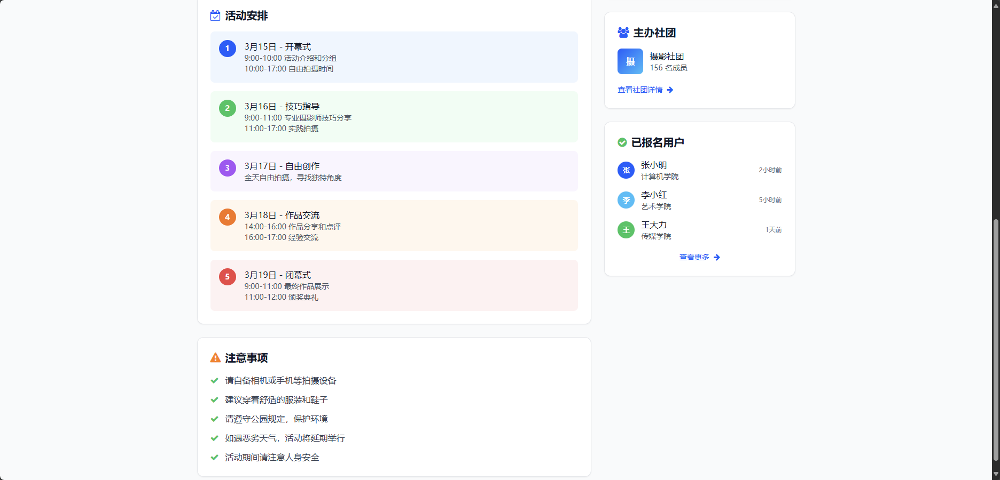 活动安排
1
3月15日 - 开幕式
9:00-10:00 活动介绍和分组
10:00-17:00 自由拍摄时间
2
3月16日 - 技巧指导
9:00-11:00 专业摄影师技巧分享
11:00-17:00 实践拍摄
3
3月17日 - 自由创作
全天自由拍摄，寻找独特角度
4
3月18日 - 作品交流
14:00-16:00 作品分享和点评
16:00-17:00 经验交流
5
3月19日 - 闭幕式
9:00-11:00 最终作品展示
11:00-12:00 颁奖典礼
注意事项
请自备相机或手机等拍摄设备
建议穿着舒适的服装和鞋子
请遵守公园规定，保护环境
如遇恶劣天气，活动将延期举行
活动期间请注意人身安全
主办社团
摄
摄影社团
156 名成员
查看社团详情
已报名用户
张
张小明
计算机学院
2小时前
李
李小红
艺术学院
5小时前
王
王大力
传媒学院
1天前
查看更多